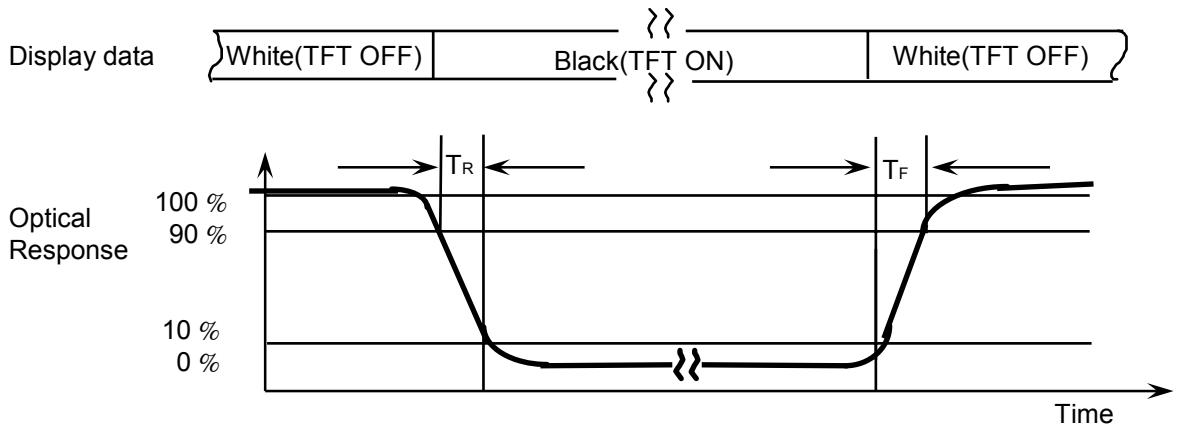 Display data
White(TFT OFF)
Black(TFT ON)
White(TFT OFF)
TR
TF
Optical
Response
100 %
90 %
10 %
0 %
Time